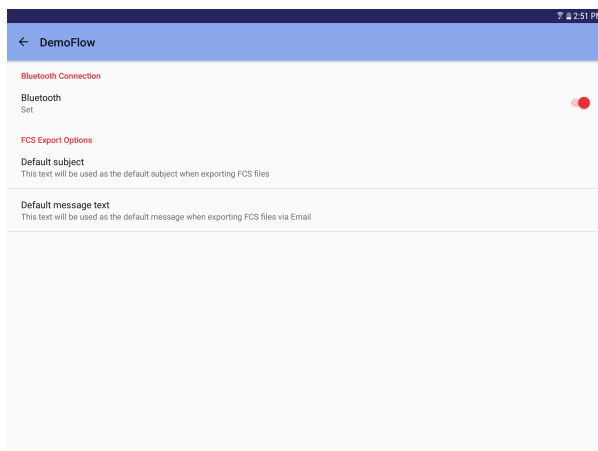 2:51 PM
DemoFlow
Bluetooth Connection
Bluetooth
Set
FCS Export Options
Default subject
This text will be used as the default subject when exporting FCS files
Default message text
This text will be used as the default message when exporting FCS files via Email